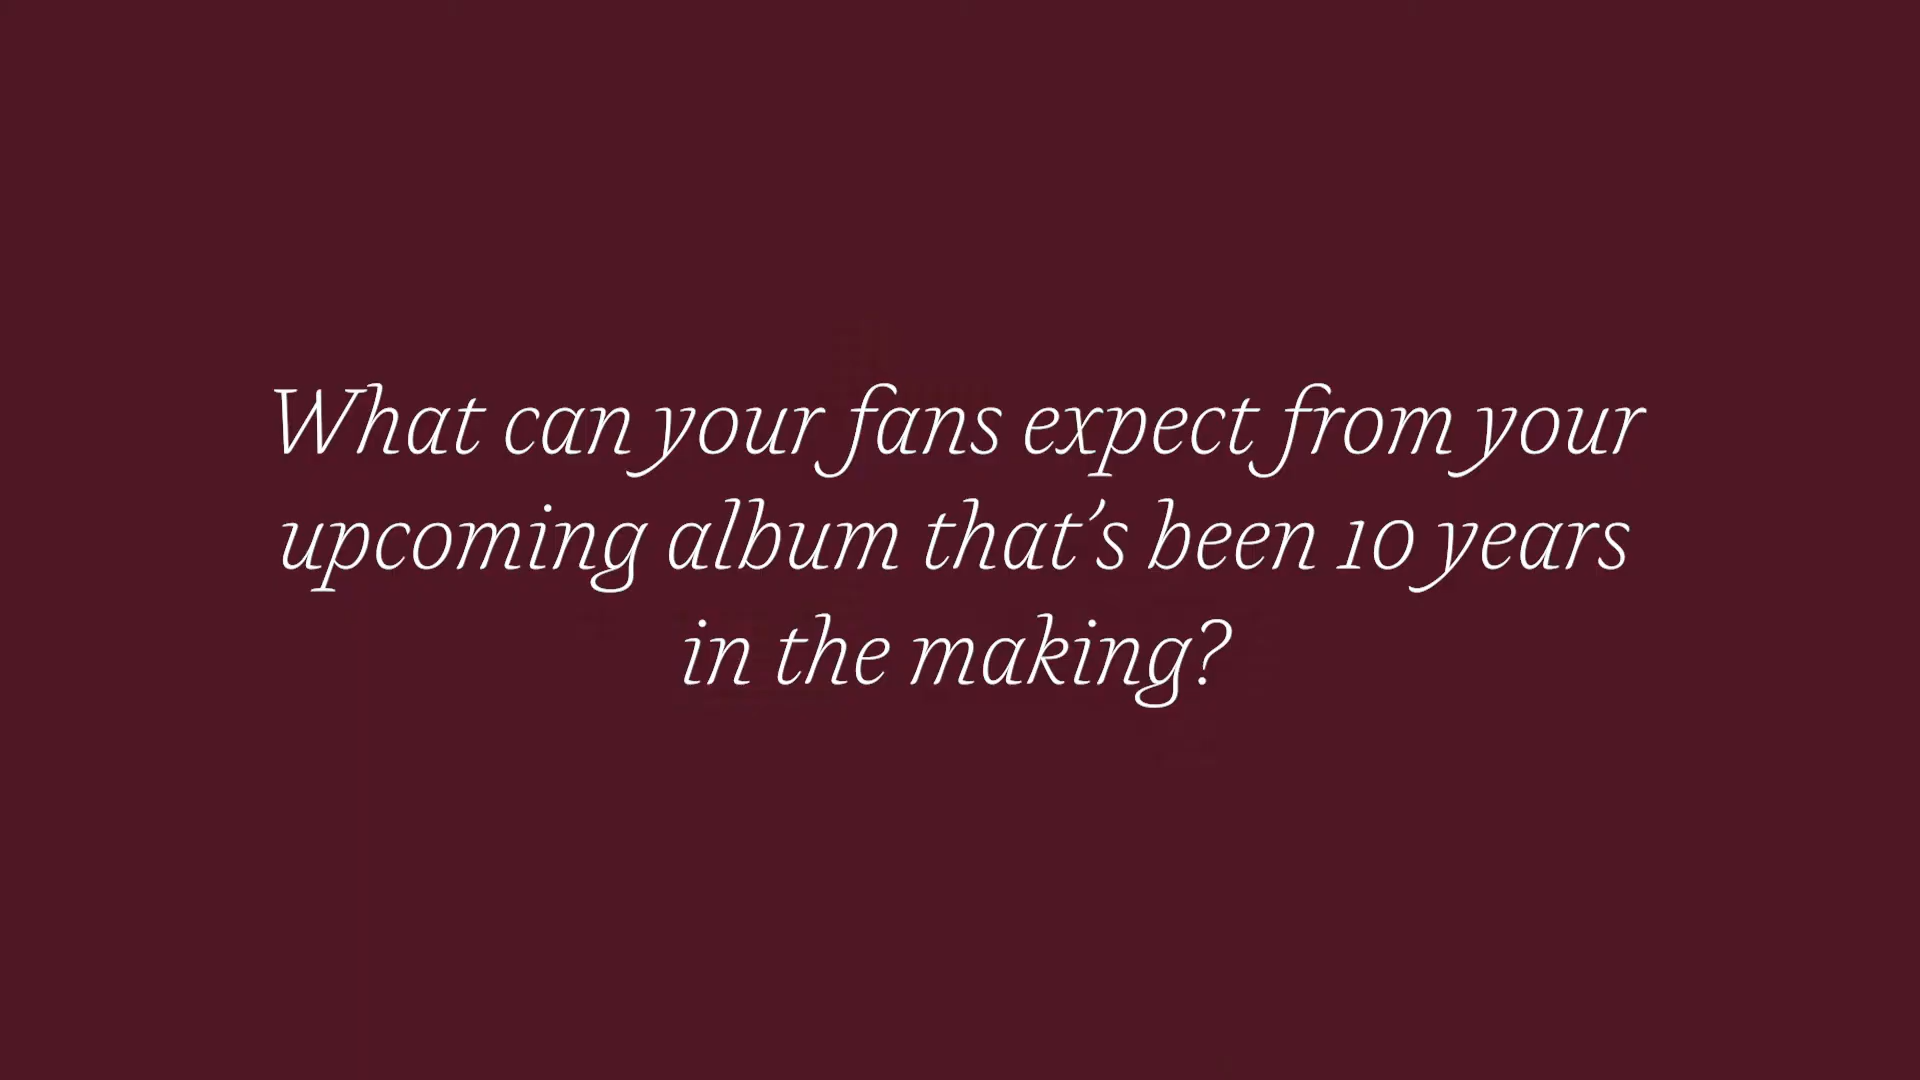 What can your fans expect from your
upcoming album that’s been 10 years
in the making?